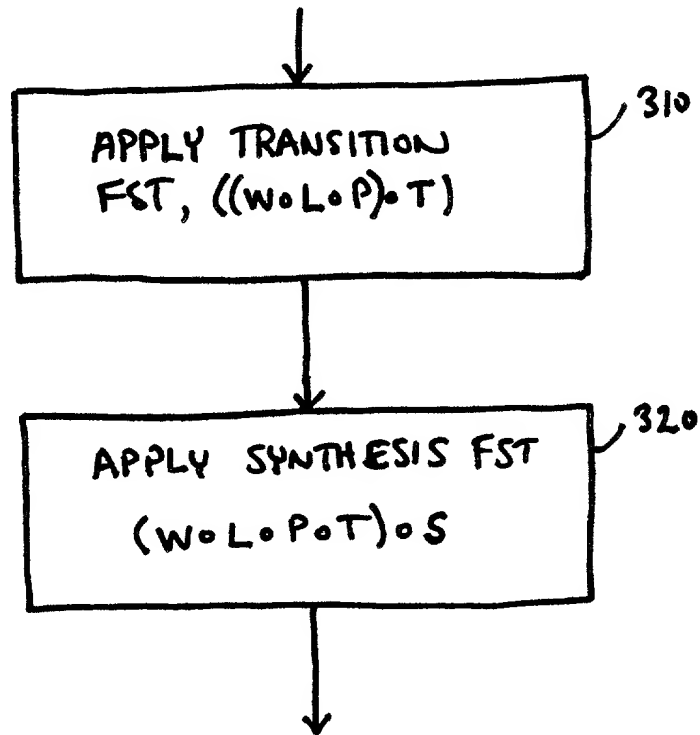 APPLY TRANSITION
FST, ((W∘L∘P)∘T)
310
APPLY SYNTHESIS FST
(W∘L∘P∘T)∘S
320